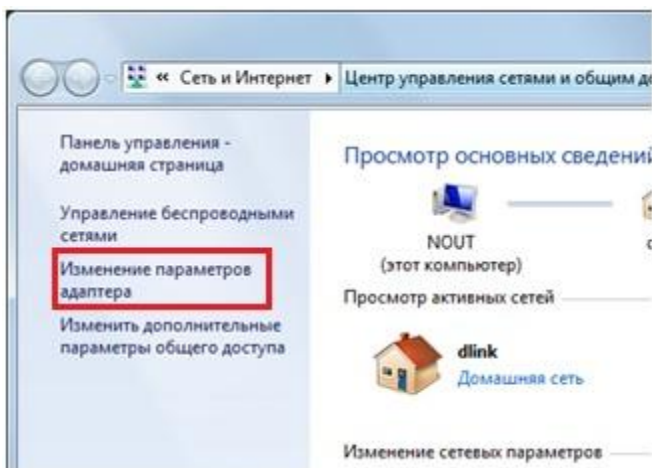 « Сеть и Интернет ▸ Центр управления сетями и общим
Панель управления -
домашняя страница
Управление беспроводными
сетями
Изменение параметров
адаптера
Изменить дополнительные
параметры общего доступа
Просмотр основных сведений
NOUT
(этот компьютер)
Просмотр активных сетей
dlink
Домашняя сеть
Изменение сетевых параметров